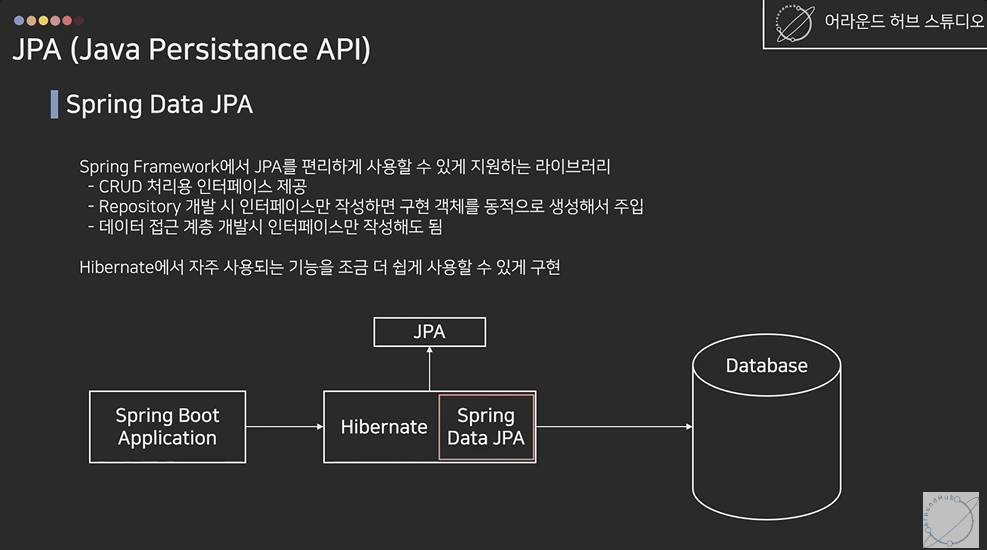 어라운드 허브 스튜디오
JPA (Java Persistance API)
Spring Data JPA
Spring Framework에서 JPA를 편리하게 사용할 수 있게 지원하는 라이브러리
- CRUD 처리용 인터페이스 제공
- Repository 개발 시 인터페이스만 작성하면 구현 객체를 동적으로 생성해서 주입
- 데이터 접근 계층 개발시 인터페이스만 작성해도 됨
Hibernate에서 자주 사용되는 기능을 조금 더 쉽게 사용할 수 있게 구현
JPA
Database
Spring Boot
Application
Hibernate
Spring
Data JPA